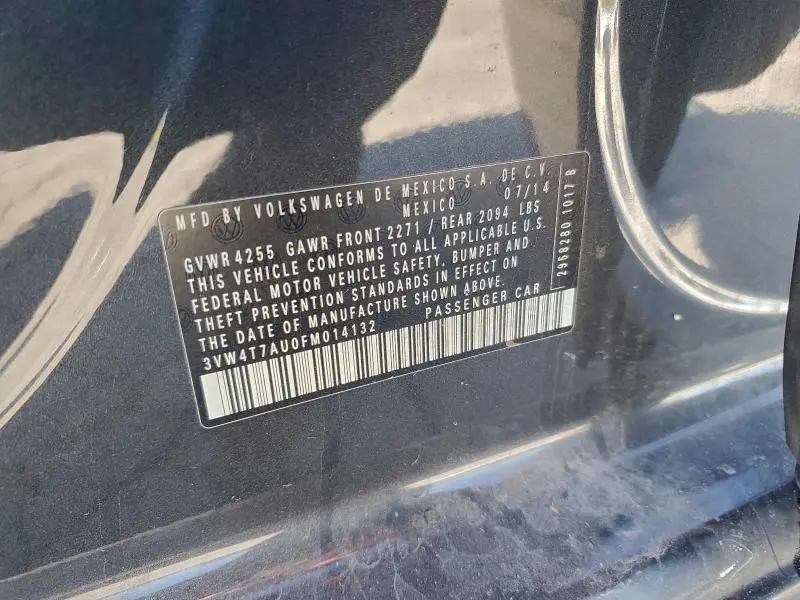 MFD BY VOLKSWAGEN DE MEXICO S.A. DE C.V.
MEXICO 07/14
GVWR 4255 GAWR FRONT 2271 / REAR 2094 LBS
THIS VEHICLE CONFORMS TO ALL APPLICABLE U.S.
FEDERAL MOTOR VEHICLE SAFETY, BUMPER AND
THEFT PREVENTION STANDARDS IN EFFECT ON
THE DATE OF MANUFACTURE SHOWN ABOVE.
3VW4T7AU0FM014132 PASSENGER CAR
2958280 1017 B